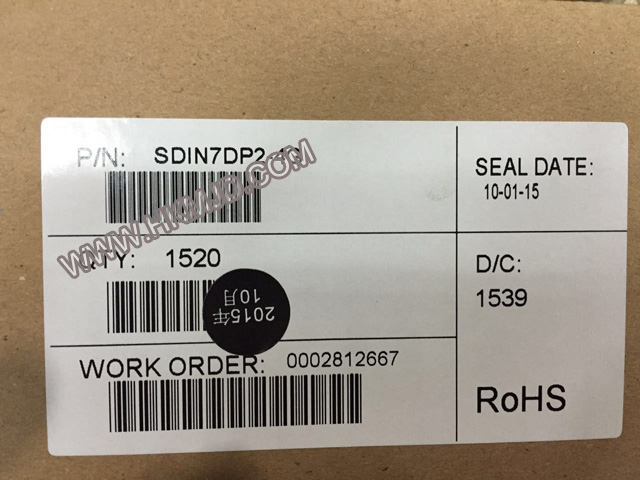 P/N: SDIN7DP2-4G
SEAL DATE:
10-01-15
QTY: 1520
D/C:
1539
2015年
10月
WORK ORDER: 0002812667
RoHS